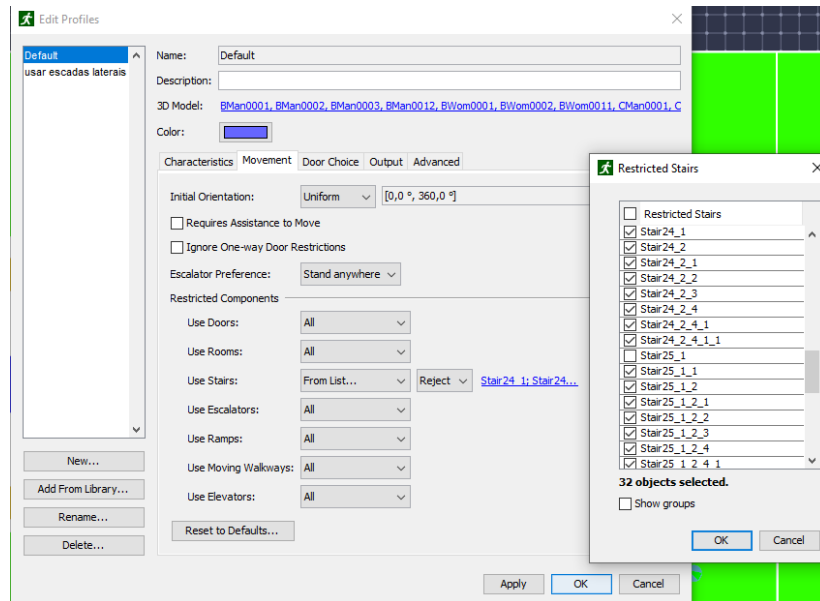 Edit Profiles
Default
usar escadas laterais
Name: Default
Description:
3D Model: BMan0001, BMan0002, BMan0003, BMan0012, BWom0001, BWom0002, BWom0011, CMan0001, C
Color:
Characteristics Movement Door Choice Output Advanced
Initial Orientation: Uniform [0,0 °, 360,0 °]
Requires Assistance to Move
Ignore One-way Door Restrictions
Escalator Preference: Stand anywhere
Restricted Components
Use Doors: All
Use Rooms: All
Use Stairs: From List... Reject Stair24_1; Stair24...
Use Escalators: All
Use Ramps: All
Use Moving Walkways: All
Use Elevators: All
Reset to Defaults...
New...
Add From Library...
Rename...
Delete...
Apply OK Cancel
Restricted Stairs
Restricted Stairs
Stair24_1
Stair24_2
Stair24_2_1
Stair24_2_2
Stair24_2_3
Stair24_2_4
Stair24_2_4_1
Stair24_2_4_1_1
Stair25_1
Stair25_1_1
Stair25_1_2
Stair25_1_2_1
Stair25_1_2_2
Stair25_1_2_3
Stair25_1_2_4
Stair25_1_2_4_1
32 objects selected.
Show groups
OK Cancel